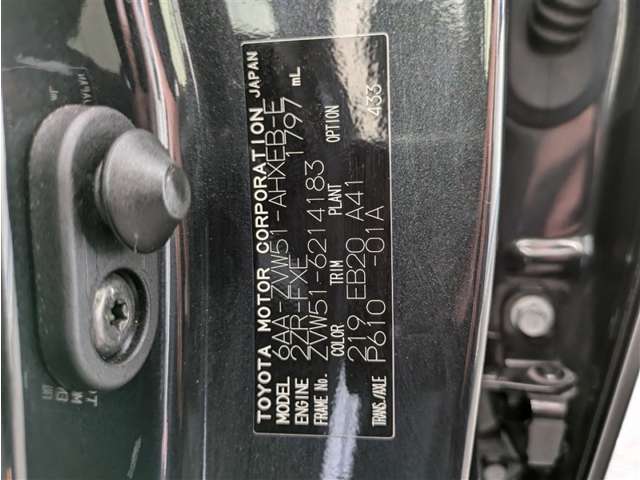 TOYOTA MOTOR CORPORATION JAPAN
MODEL 6AA-ZVW51-AHXEB-E
ENGINE 2ZR-FXE 1797 mL
FRAME No. ZVW51-6214183
COLOR TRIM PLANT OPTION
219 EB20 A41 433
TRANS./AXLE P610 -01A